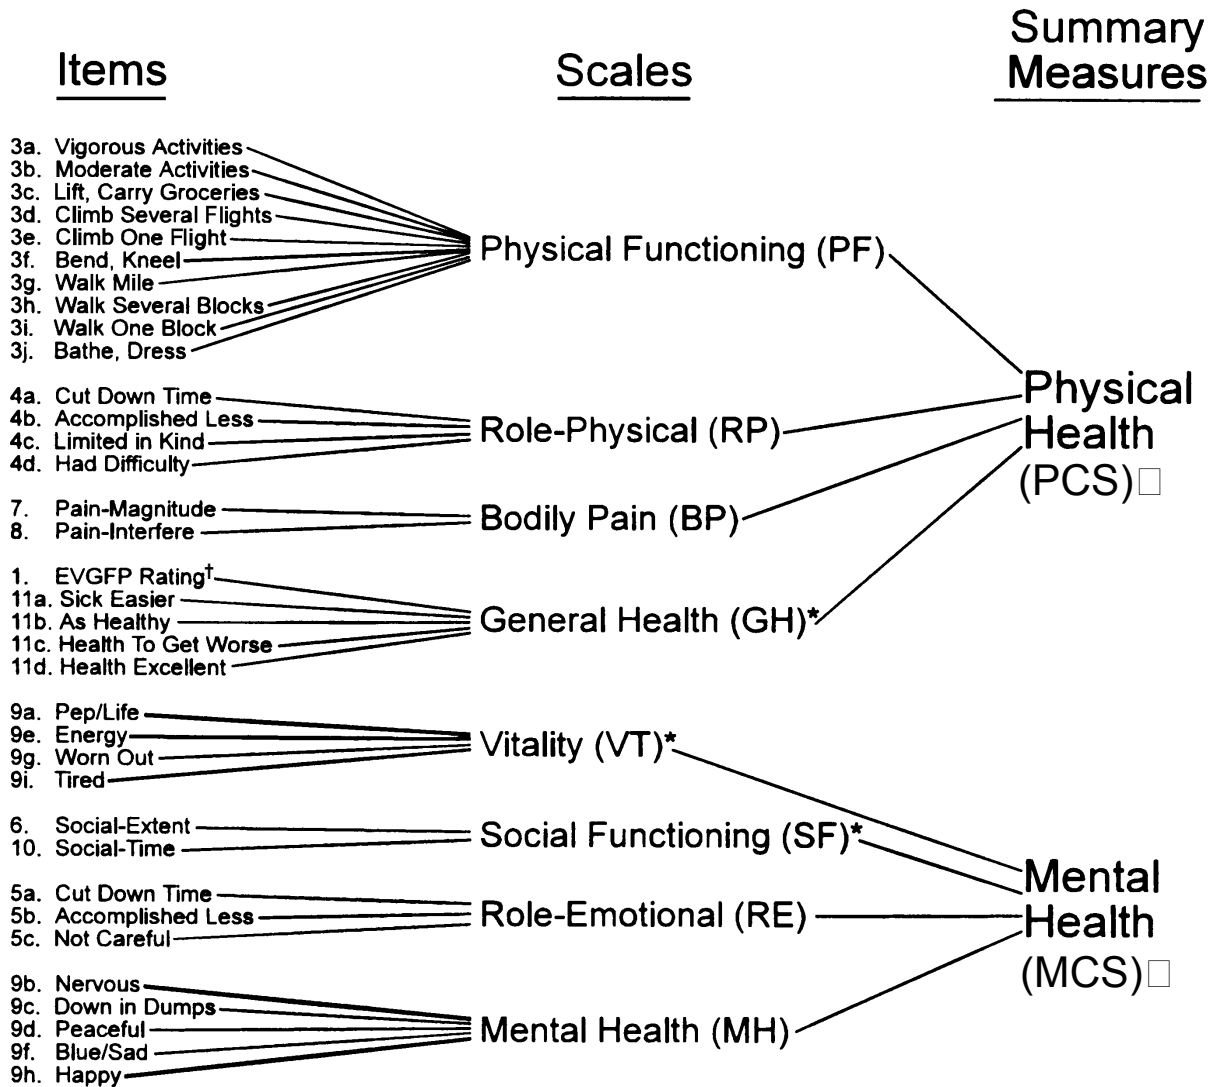 Items
Scales
Summary
Measures
3a. Vigorous Activities
3b. Moderate Activities
3c. Lift, Carry Groceries
3d. Climb Several Flights
3e. Climb One Flight
3f. Bend, Kneel
3g. Walk Mile
3h. Walk Several Blocks
3i. Walk One Block
3j. Bathe, Dress
Physical Functioning (PF)
4a. Cut Down Time
4b. Accomplished Less
4c. Limited in Kind
4d. Had Difficulty
Role-Physical (RP)
7. Pain-Magnitude
8. Pain-Interfere
Bodily Pain (BP)
1. EVGFP Rating†
11a. Sick Easier
11b. As Healthy
11c. Health To Get Worse
11d. Health Excellent
General Health (GH)*
Physical
Health
(PCS)
9a. Pep/Life
9e. Energy
9g. Worn Out
9i. Tired
Vitality (VT)*
6. Social-Extent
10. Social-Time
Social Functioning (SF)*
5a. Cut Down Time
5b. Accomplished Less
5c. Not Careful
Role-Emotional (RE)
9b. Nervous
9c. Down in Dumps
9d. Peaceful
9f. Blue/Sad
9h. Happy
Mental Health (MH)
Mental
Health
(MCS)